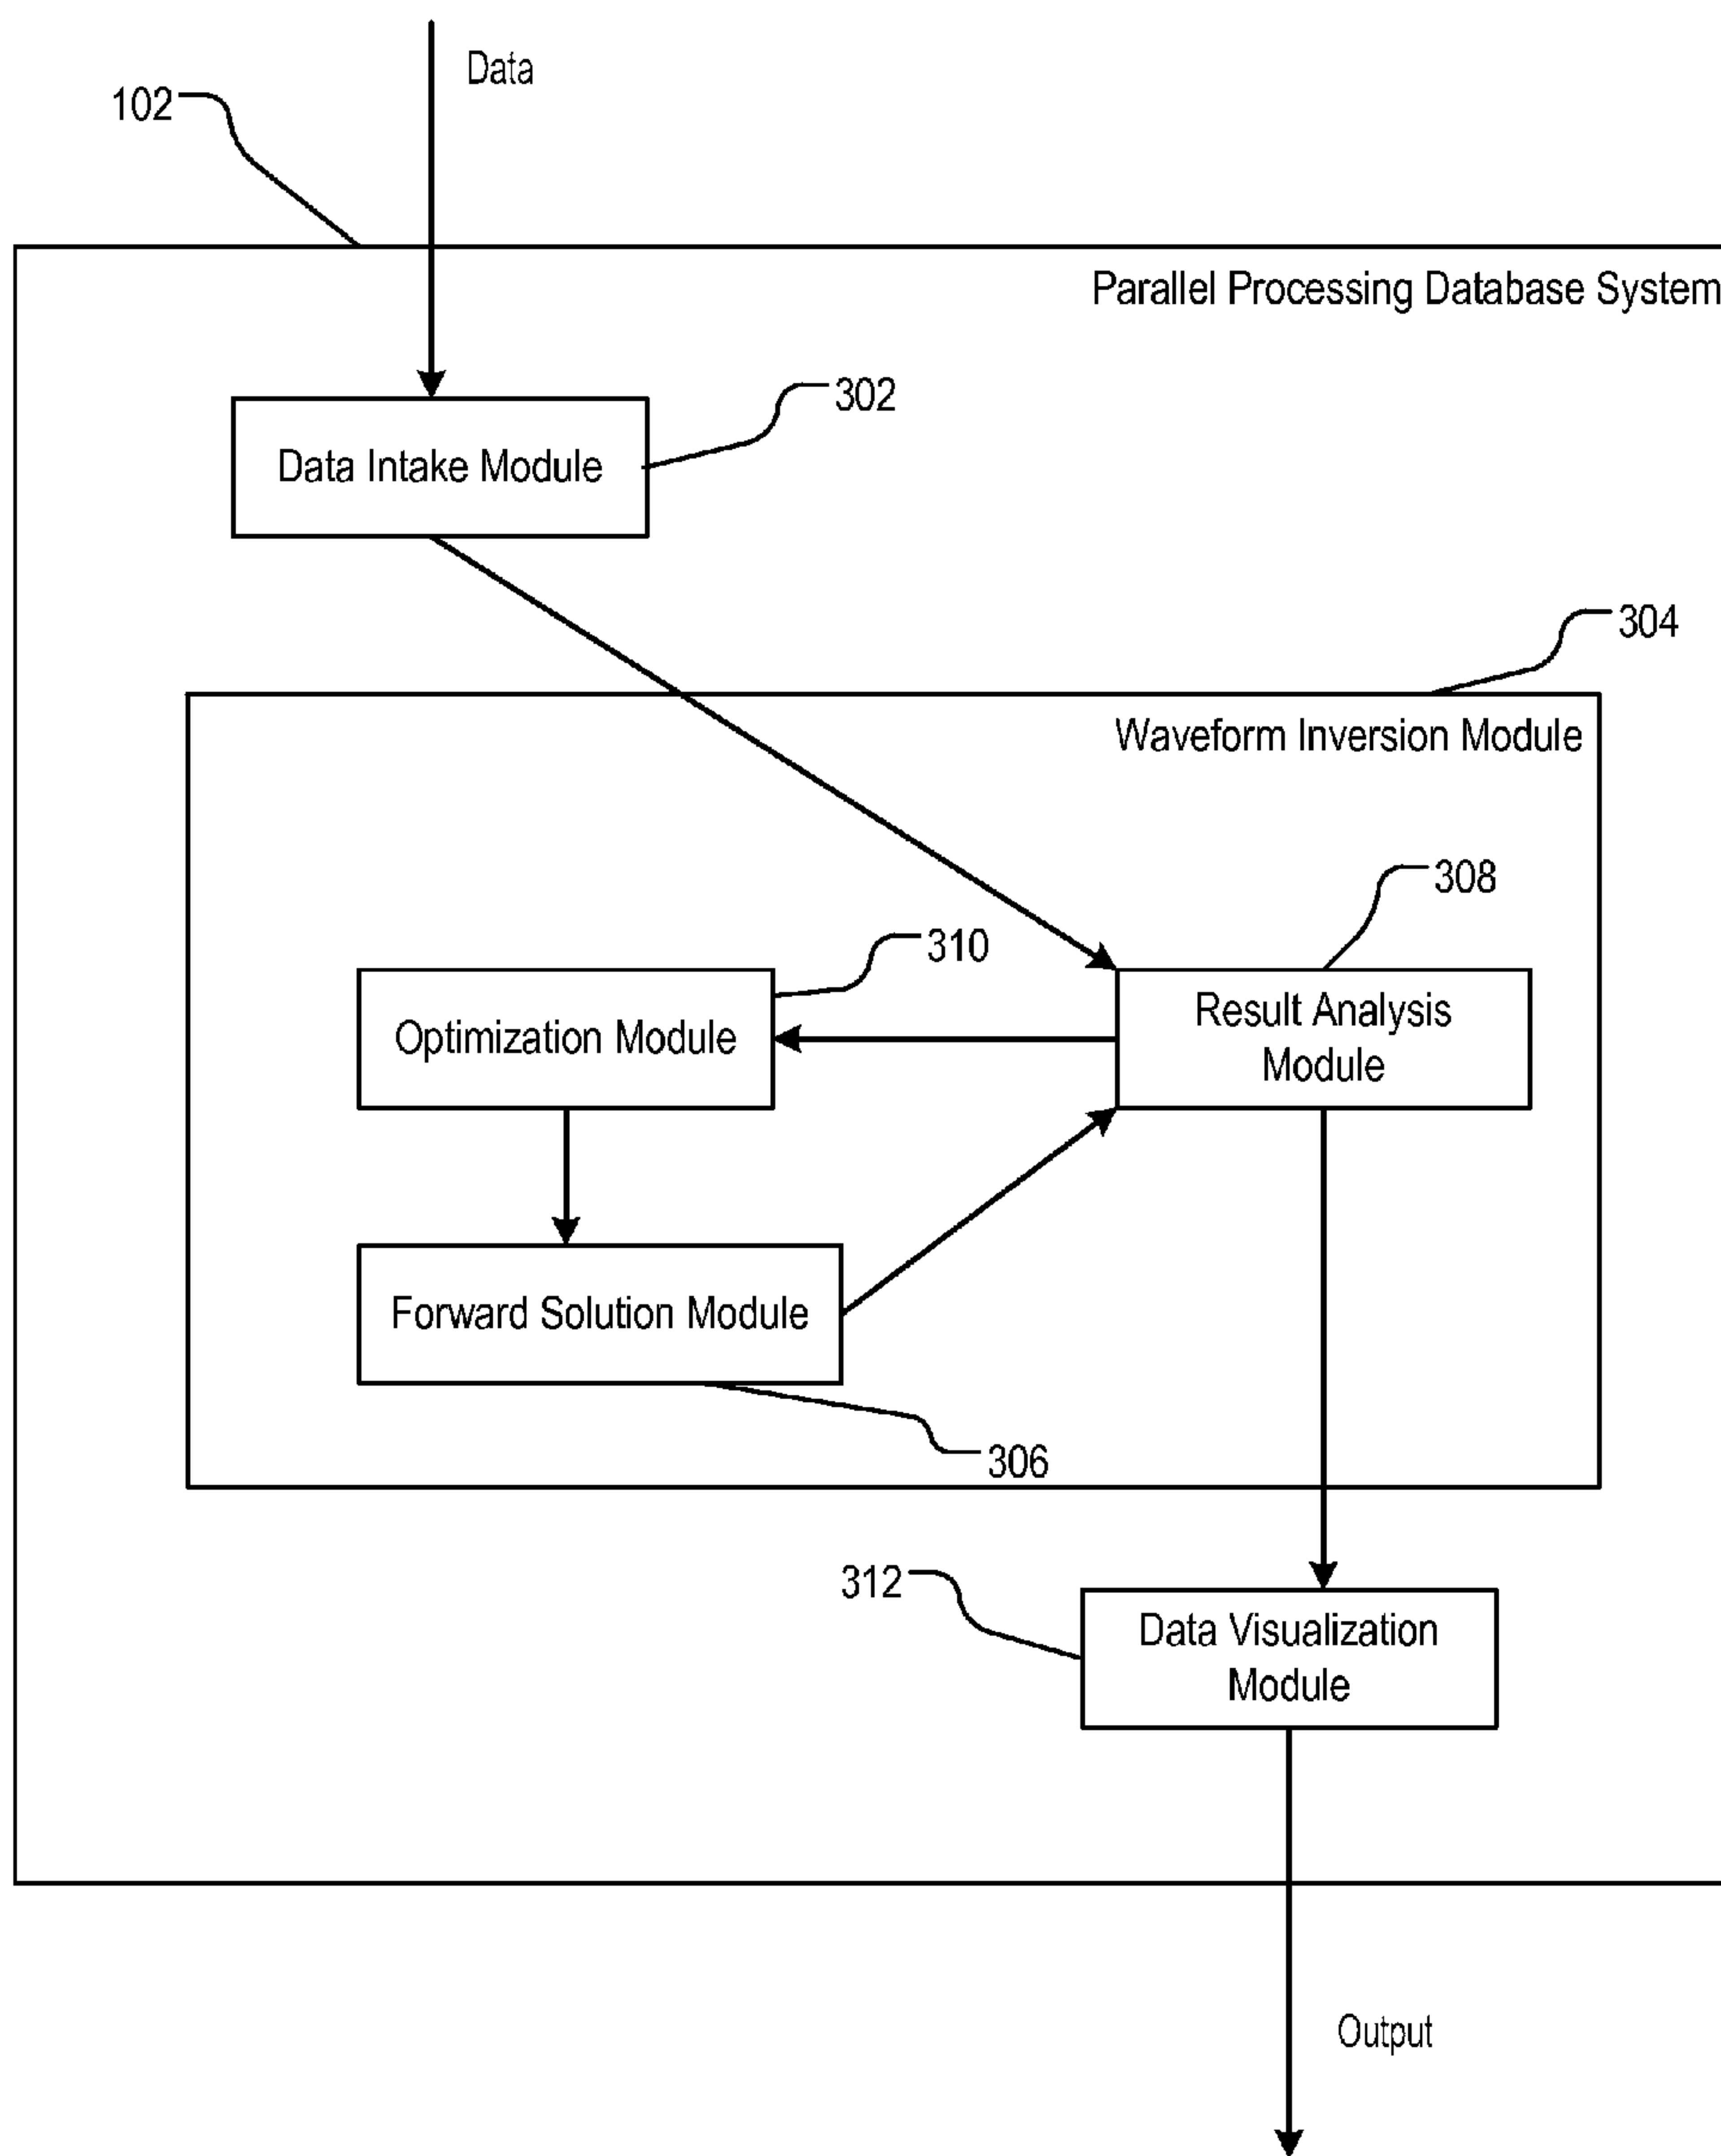 Data
102
Parallel Processing Database System
302
Data Intake Module
304
Waveform Inversion Module
308
310
Result Analysis
Module
Optimization Module
Forward Solution Module
306
312
Data Visualization
Module
Output